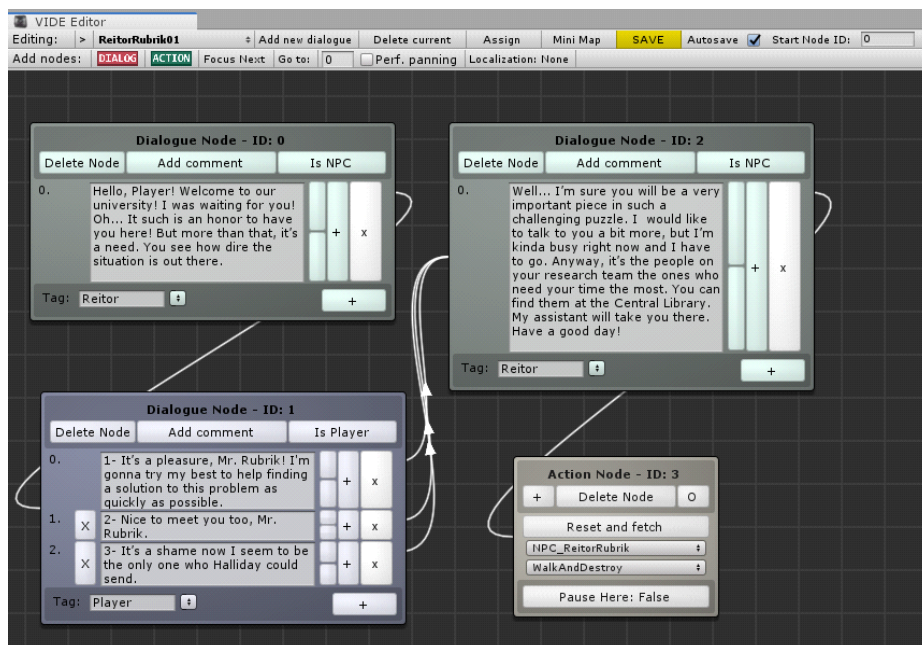 VIDE Editor
Editing: > ReitorRubrik01 Add new dialogue Delete current Assign Mini Map SAVE Autosave Start Node ID: 0
Add nodes: DIALOG ACTION Focus Next Go to: 0 Perf. panning Localization: None
Dialogue Node - ID: 0
Delete Node Add comment Is NPC
0. Hello, Player! Welcome to our
university! I was waiting for you!
Oh... It such is an honor to have
you here! But more than that, it's
a need. You see how dire the
situation is out there.
+ x
Tag: Reitor +
Dialogue Node - ID: 2
Delete Node Add comment Is NPC
0. Well... I'm sure you will be a very
important piece in such a
challenging puzzle. I would like
to talk to you a bit more, but I'm
kinda busy right now and I have
to go. Anyway, it's the people on
your research team the ones who
need your time the most. You can
find them at the Central Library.
My assistant will take you there.
Have a good day!
+ x
Tag: Reitor +
Dialogue Node - ID: 1
Delete Node Add comment Is Player
0. 1- It's a pleasure, Mr. Rubrik! I'm
gonna try my best to help finding
a solution to this problem as
quickly as possible.
+ x
1. X 2- Nice to meet you too, Mr.
Rubrik.
+ x
2. X 3- It's a shame now I seem to be
the only one who Halliday could
send.
+ x
Tag: Player +
Action Node - ID: 3
+ Delete Node O
Reset and fetch
NPC_ReitorRubrik
WalkAndDestroy
Pause Here: False